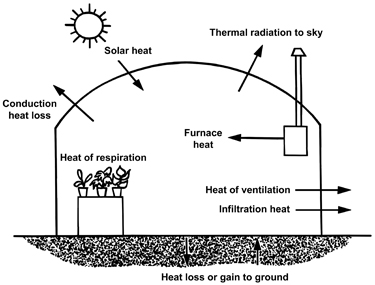 Solar heat
Thermal radiation to sky
Conduction
heat loss
Furnace
heat
Heat of respiration
Heat of ventilation
Infiltration heat
Heat loss or gain to ground